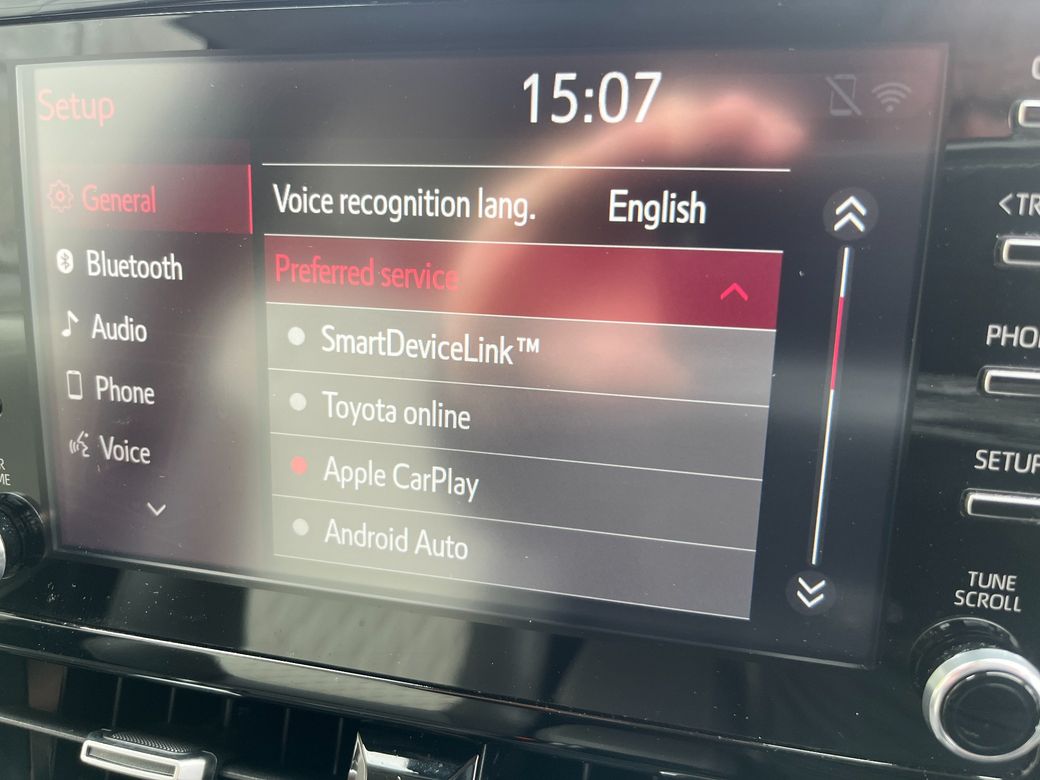 Setup
15:07
General
Bluetooth
Audio
Phone
Voice
Voice recognition lang. English
Preferred service
SmartDeviceLink™
Toyota online
Apple CarPlay
Android Auto
<TR
PHO
SETUP
TUNE
SCROLL